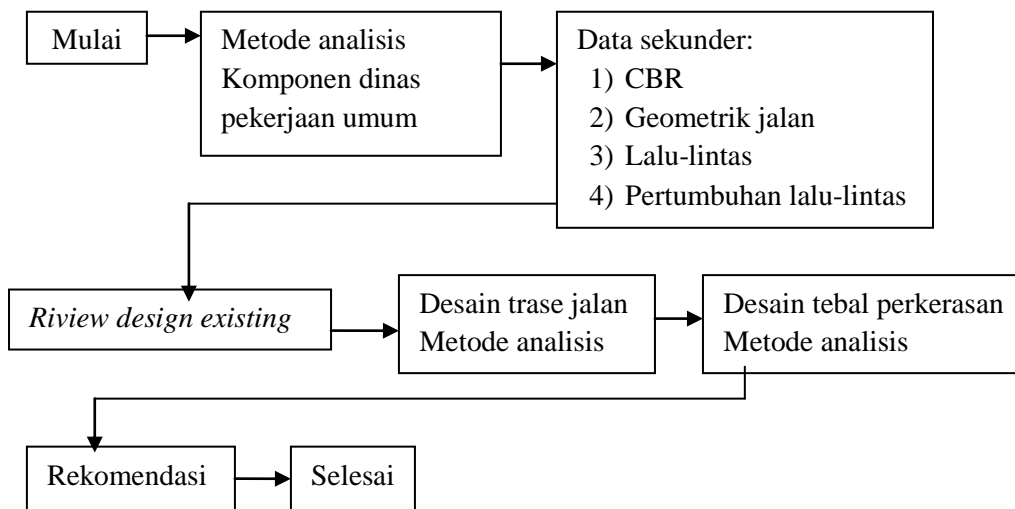 Mulai
Metode analisis
Komponen dinas
pekerjaan umum
Data sekunder:
1) CBR
2) Geometrik jalan
3) Lalu-lintas
4) Pertumbuhan lalu-lintas
Riview design existing
Desain trase jalan
Metode analisis
Desain tebal perkerasan
Metode analisis
Rekomendasi
Selesai